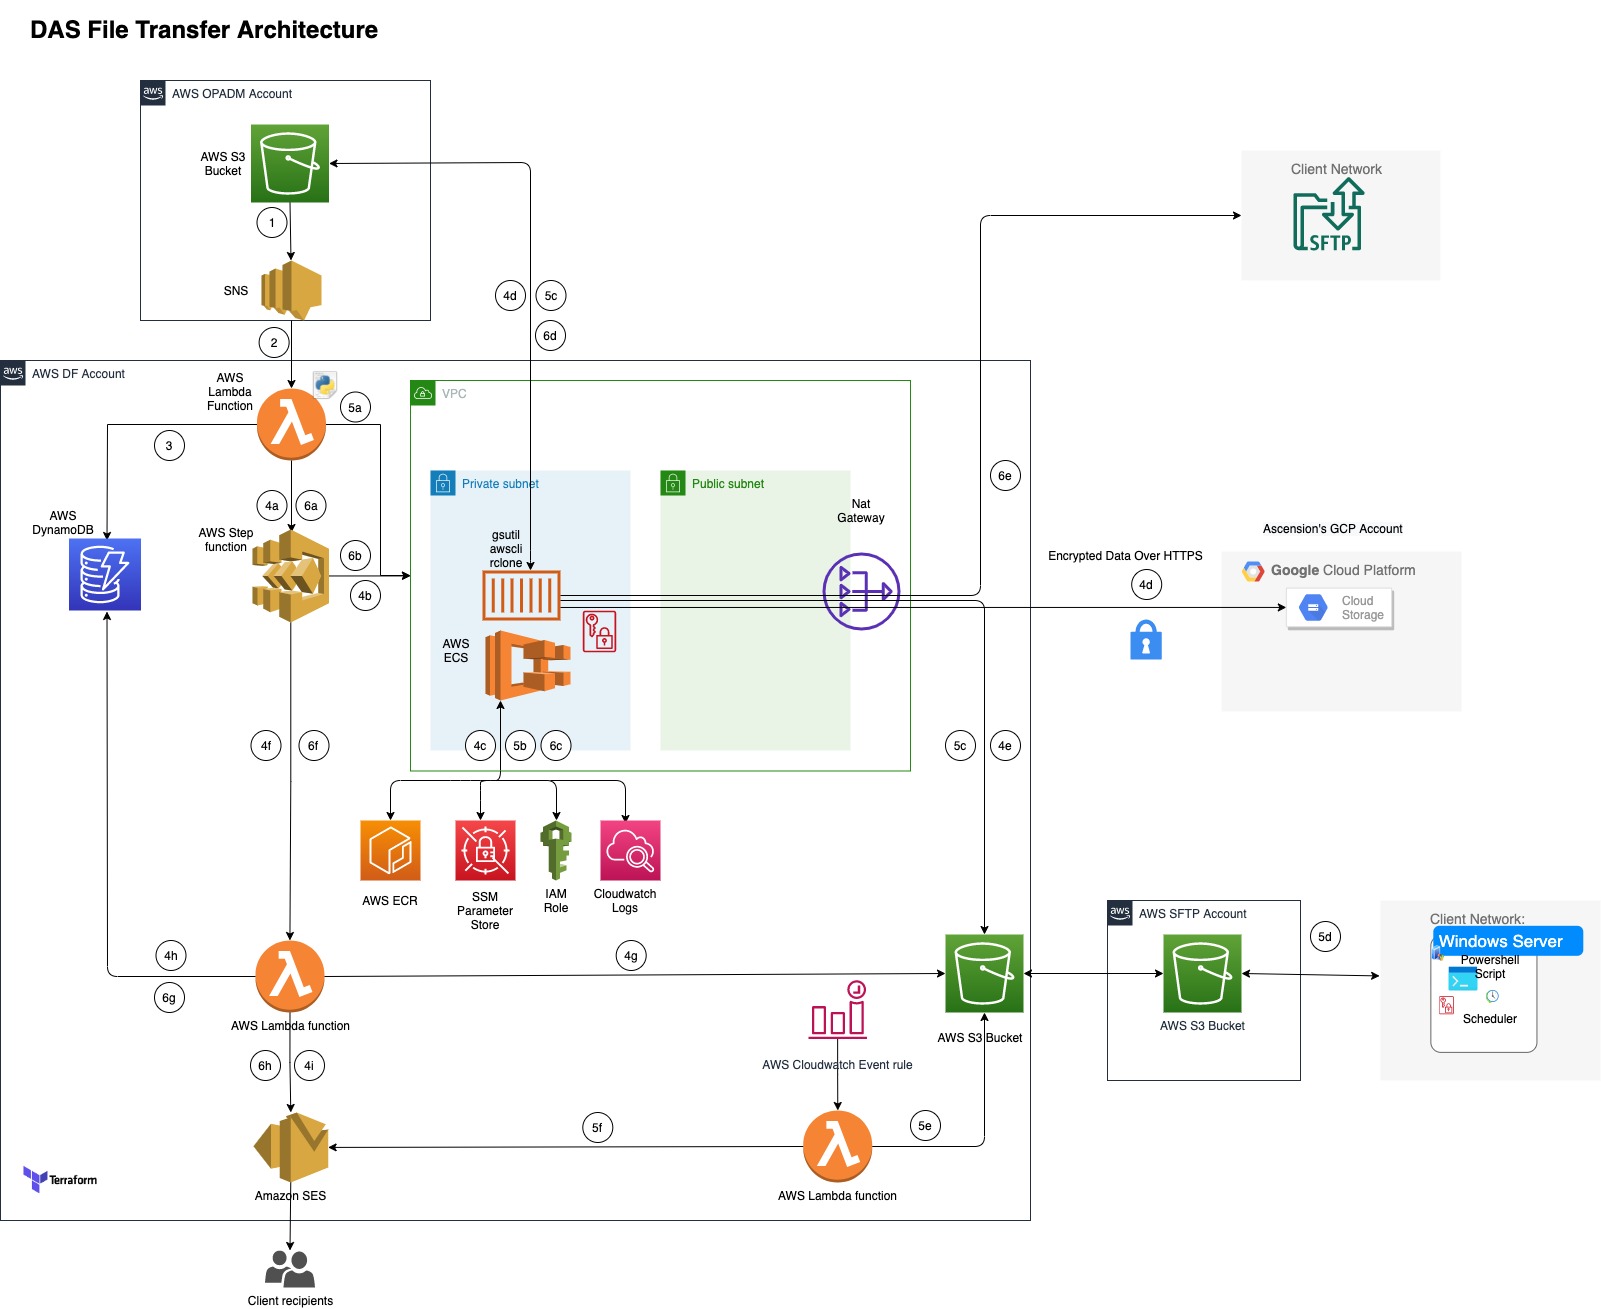 DAS File Transfer Architecture
aws
AWS OPADM Account
AWS S3
Bucket
1
SNS
2
4d
5c
6d
Client Network
SFTP
aws
AWS DF Account
AWS
Lambda
Function
5a
3
4a
6a
AWS
DynamoDB
AWS Step
function
6b
4b
VPC
Private subnet
Public subnet
gsutil
awscli
rclone
AWS
ECS
Nat
Gateway
6e
Encrypted Data Over HTTPS
4d
Ascension's GCP Account
Google Cloud Platform
Cloud
Storage
4f
6f
4c
5b
6c
5c
4e
AWS ECR
SSM
Parameter
Store
IAM
Role
Cloudwatch
Logs
4h
6g
4g
AWS Lambda function
6h
4i
AWS S3 Bucket
AWS Cloudwatch Event rule
5f
5e
AWS Lambda function
aws
AWS SFTP Account
AWS S3 Bucket
5d
Client Network:
Windows Server
Powershell
Script
Scheduler
Terraform
Amazon SES
Client recipients